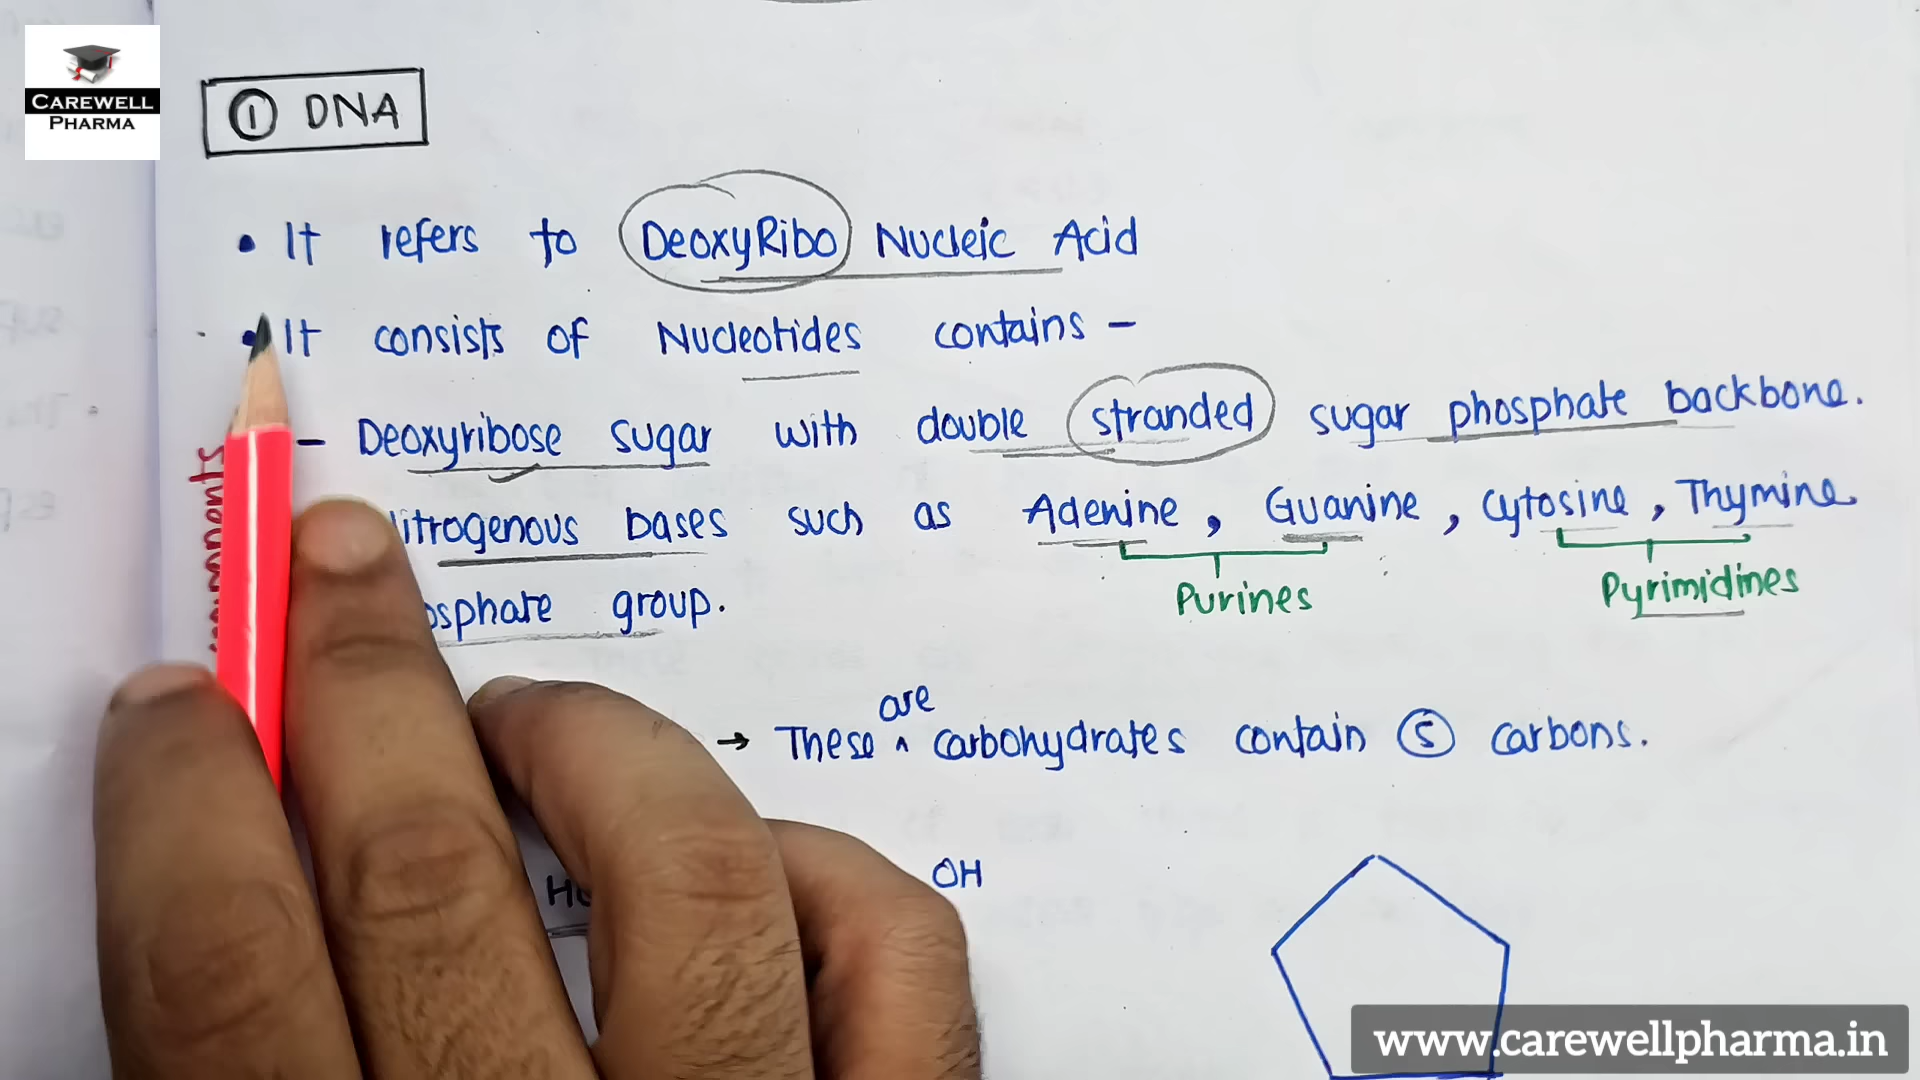 CAREWELL
PHARMA
① DNA
• It refers to DeoxyRibo Nucleic Acid
• It consists of Nucleotides contains –
– Deoxyribose sugar with double stranded sugar phosphate backbone.
Nitrogenous bases such as Adenine, Guanine, Cytosine, Thymine
Purines
Pyrimidines
osphate group.
→ These ^ are carbohydrates contain ⑤ carbons.
OH
www.carewellpharma.in